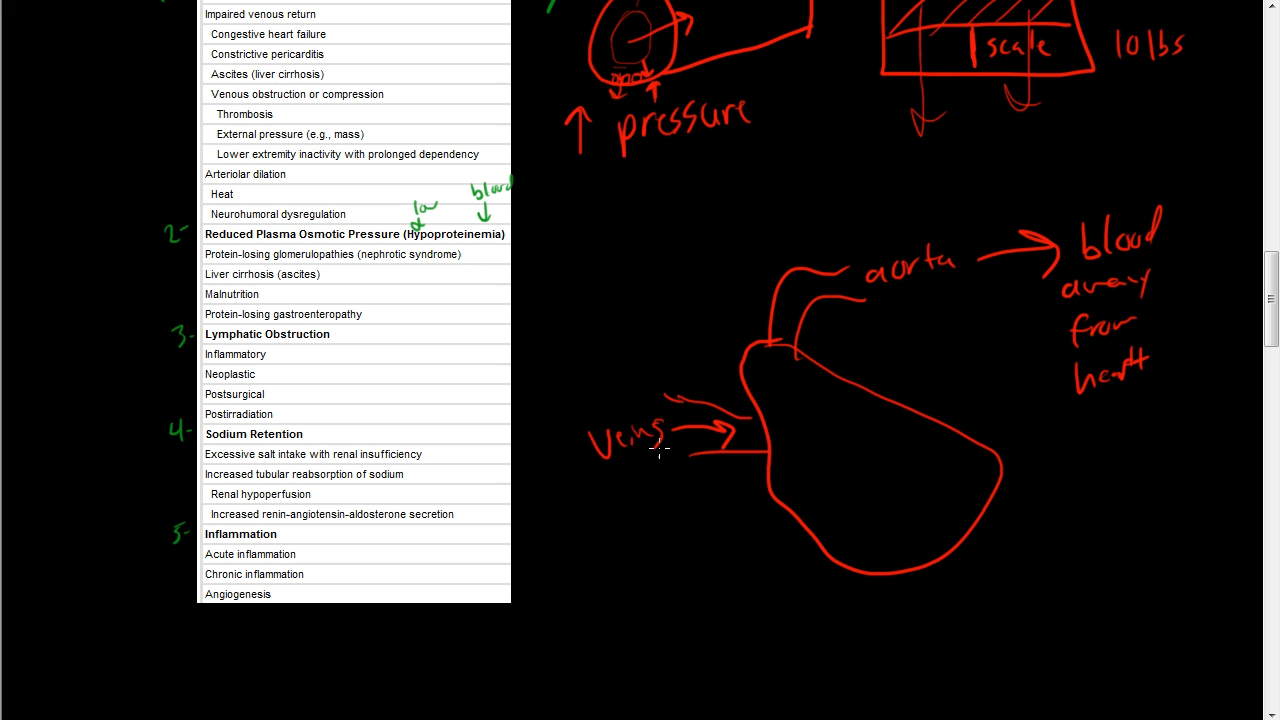 Impaired venous return
Congestive heart failure
Constrictive pericarditis
Ascites (liver cirrhosis)
Venous obstruction or compression
Thrombosis
External pressure (e.g., mass)
Lower extremity inactivity with prolonged dependency
Arteriolar dilation
Heat
Neurohumoral dysregulation
low blood
2- Reduced Plasma Osmotic Pressure (Hypoproteinemia)
Protein-losing glomerulopathies (nephrotic syndrome)
Liver cirrhosis (ascites)
Malnutrition
Protein-losing gastroenteropathy
3- Lymphatic Obstruction
Inflammatory
Neoplastic
Postsurgical
Postirradiation
4- Sodium Retention
Excessive salt intake with renal insufficiency
Increased tubular reabsorption of sodium
Renal hypoperfusion
Increased renin-angiotensin-aldosterone secretion
5- Inflammation
Acute inflammation
Chronic inflammation
Angiogenesis
scale
10 lbs
pressure
aorta
blood
away
from
heart
veins